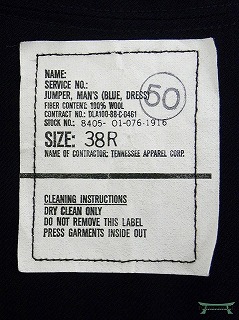 NAME:
SERVICE NO.:
JUMPER, MAN'S (BLUE, DRESS)
FIBER CONTENT: 100% WOOL
CONTRACT NO.: DLA100-88-C-0461
STOCK NO.: 8405- 01-076-1916
50
SIZE: 38R
NAME OF CONTRACTOR: TENNESSEE APPAREL CORP.
CLEANING INSTRUCTIONS
DRY CLEAN ONLY
DO NOT REMOVE THIS LABEL
PRESS GARMENTS INSIDE OUT